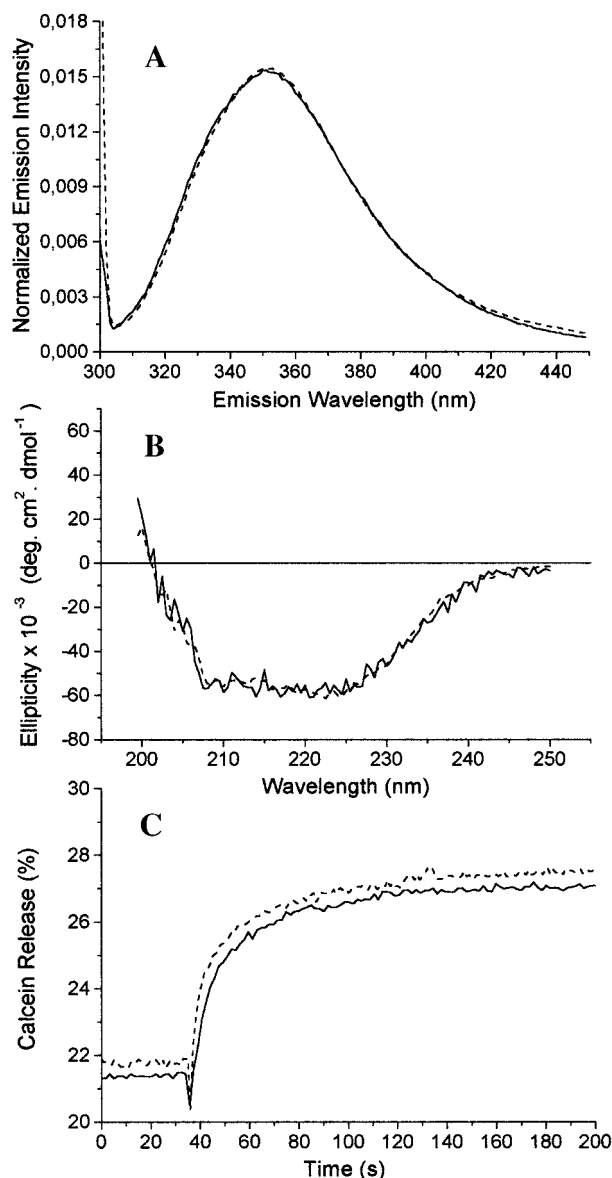 A
Normalized Emission Intensity
0,018
0,015
0,012
0,009
0,006
0,003
0,000
300 320 340 360 380 400 420 440
Emission Wavelength (nm)
B
Ellipticity x 10⁻³ (deg. cm². dmol⁻¹)
60
40
20
0
-20
-40
-60
-80
200 210 220 230 240 250
Wavelength (nm)
C
Calcein Release (%)
30
28
26
24
22
20
0 20 40 60 80 100 120 140 160 180 200
Time (s)